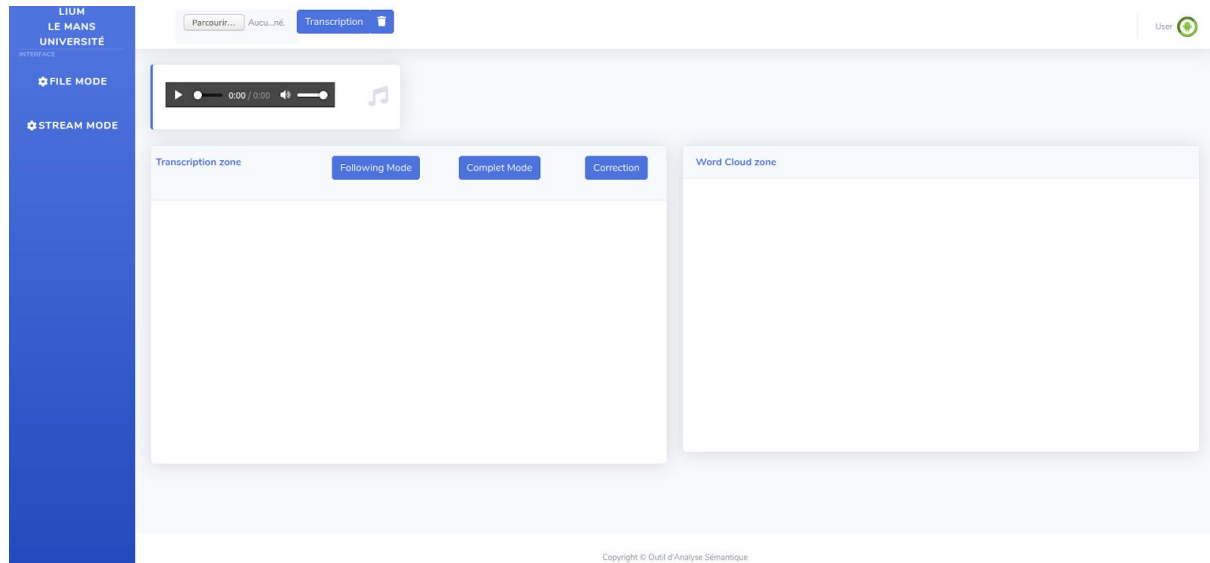 LIUM
LE MANS
UNIVERSITÉ
INTERFACE
FILE MODE
STREAM MODE
Parcourir... Aucu...né. Transcription
User
0:00 / 0:00
Transcription zone Following Mode Complet Mode Correction
Word Cloud zone
Copyright © Outil d'Analyse Sémantique